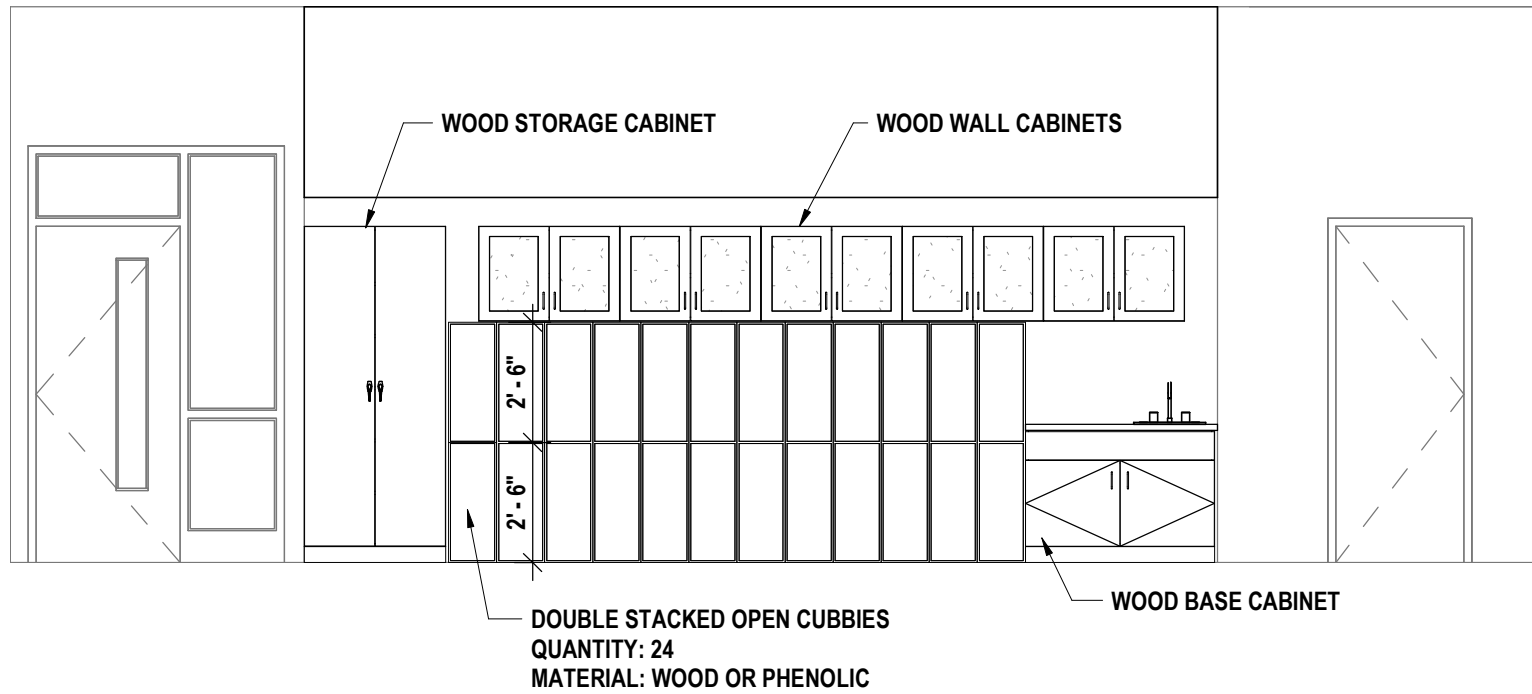 WOOD STORAGE CABINET
WOOD WALL CABINETS
2' - 6"
2' - 6"
DOUBLE STACKED OPEN CUBBIES
QUANTITY: 24
MATERIAL: WOOD OR PHENOLIC
WOOD BASE CABINET